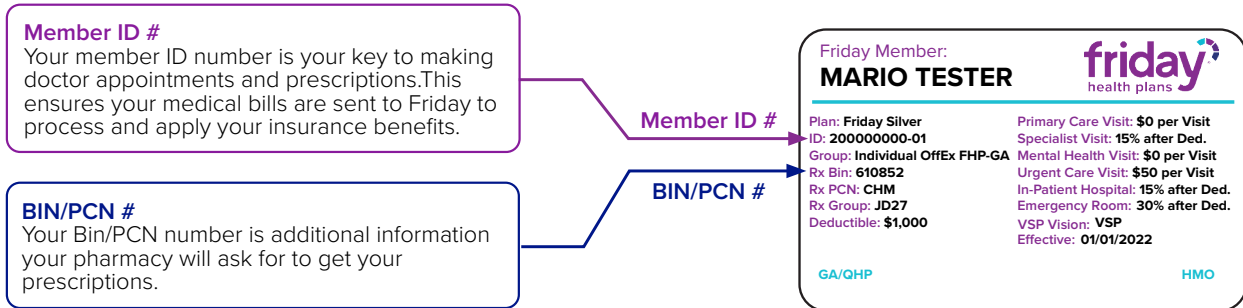 Member ID #
Your member ID number is your key to making
doctor appointments and prescriptions.This
ensures your medical bills are sent to Friday to
process and apply your insurance benefits.
BIN/PCN #
Your Bin/PCN number is additional information
your pharmacy will ask for to get your
prescriptions.
Member ID #
BIN/PCN #
Friday Member:
MARIO TESTER
friday
health plans
Plan: Friday Silver
ID: 200000000-01
Group: Individual OffEx FHP-GA
Rx Bin: 610852
Rx PCN: CHM
Rx Group: JD27
Deductible: $1,000
Primary Care Visit: $0 per Visit
Specialist Visit: 15% after Ded.
Mental Health Visit: $0 per Visit
Urgent Care Visit: $50 per Visit
In-Patient Hospital: 15% after Ded.
Emergency Room: 30% after Ded.
VSP Vision: VSP
Effective: 01/01/2022
GA/QHP
HMO